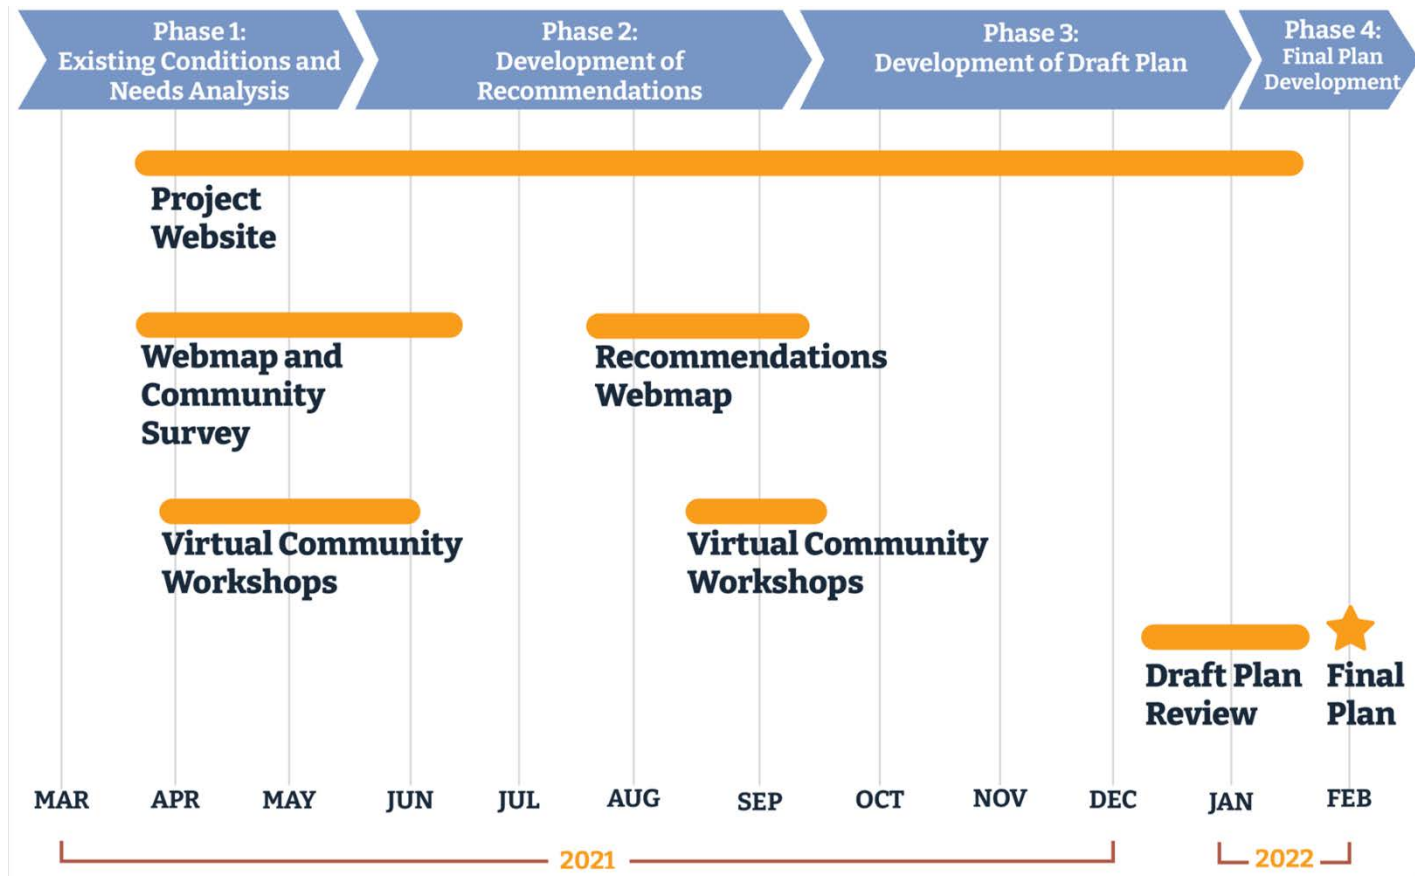 Phase 1:
Existing Conditions and
Needs Analysis
Phase 2:
Development of
Recommendations
Phase 3:
Development of Draft Plan
Phase 4:
Final Plan
Development
Project
Website
Webmap and
Community
Survey
Recommendations
Webmap
Virtual Community
Workshops
Virtual Community
Workshops
Draft Plan
Review
Final
Plan
MAR APR MAY JUN JUL AUG SEP OCT NOV DEC JAN FEB
2021 2022